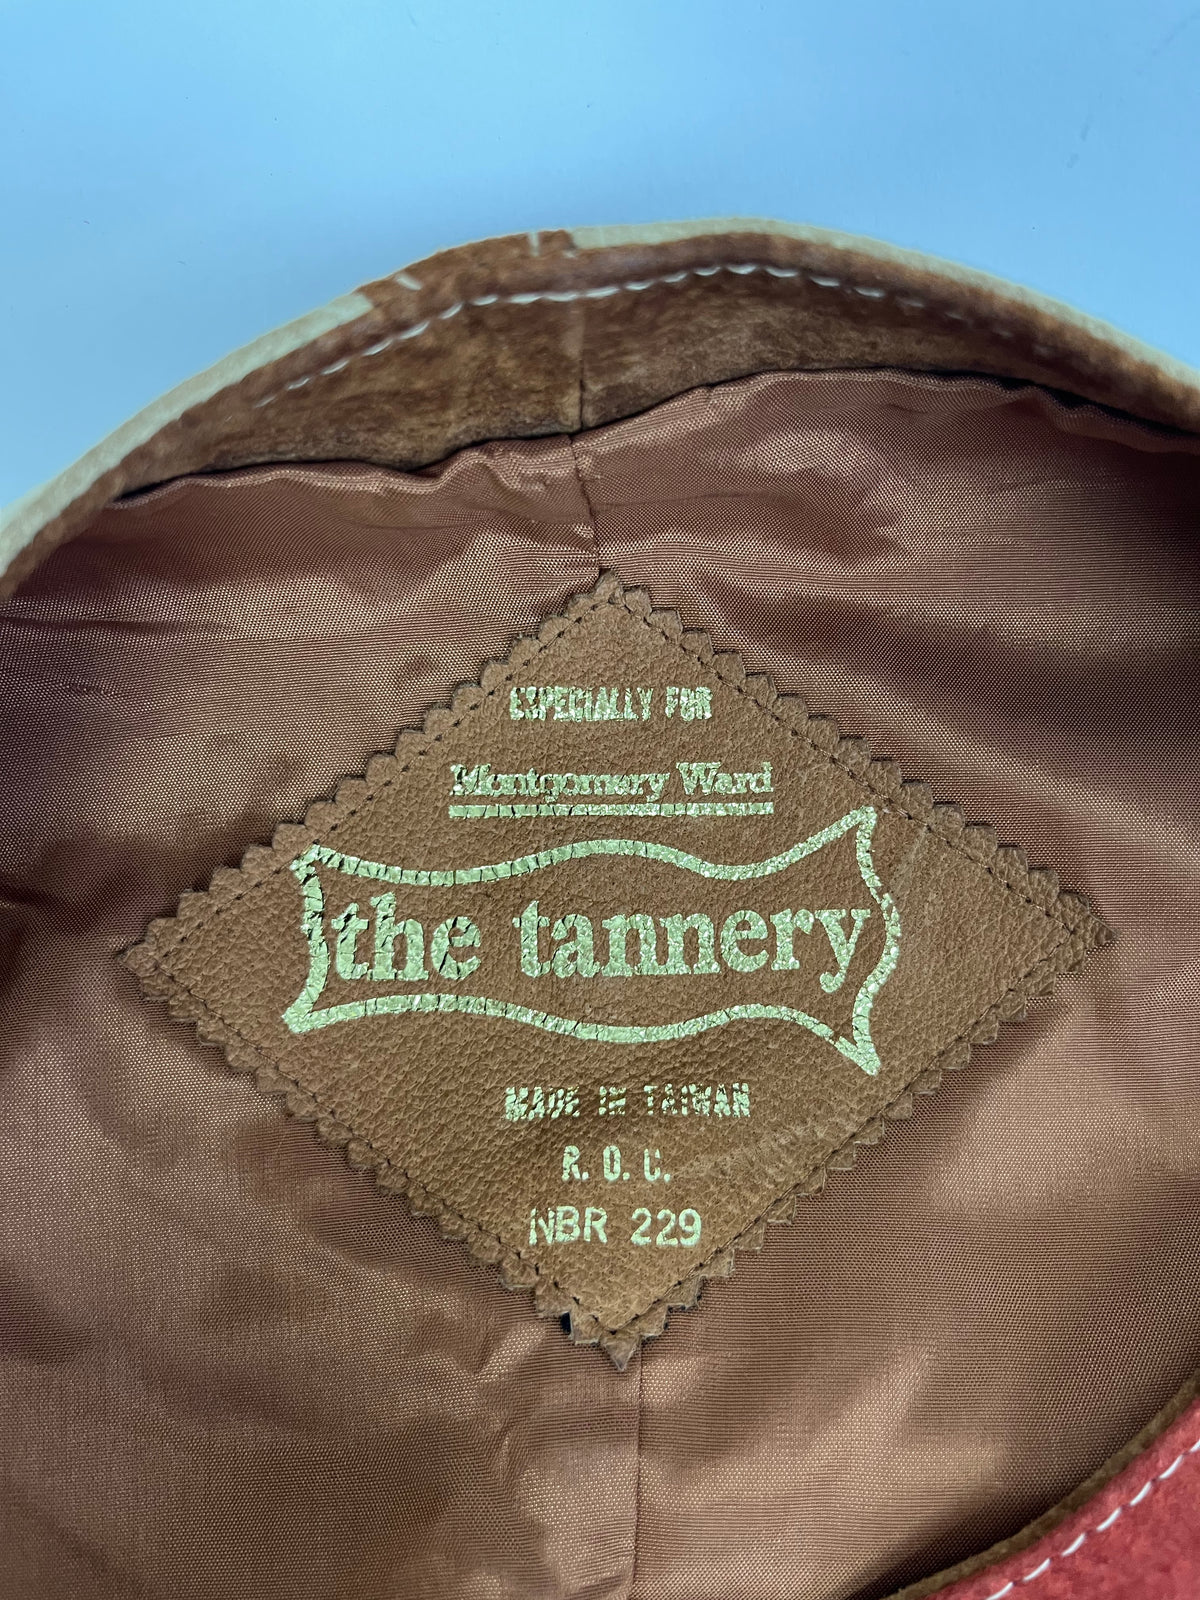 ESPECIALLY FOR
Montgomery Ward
the tannery
MADE IN TAIWAN
R. O. C.
NBR 229